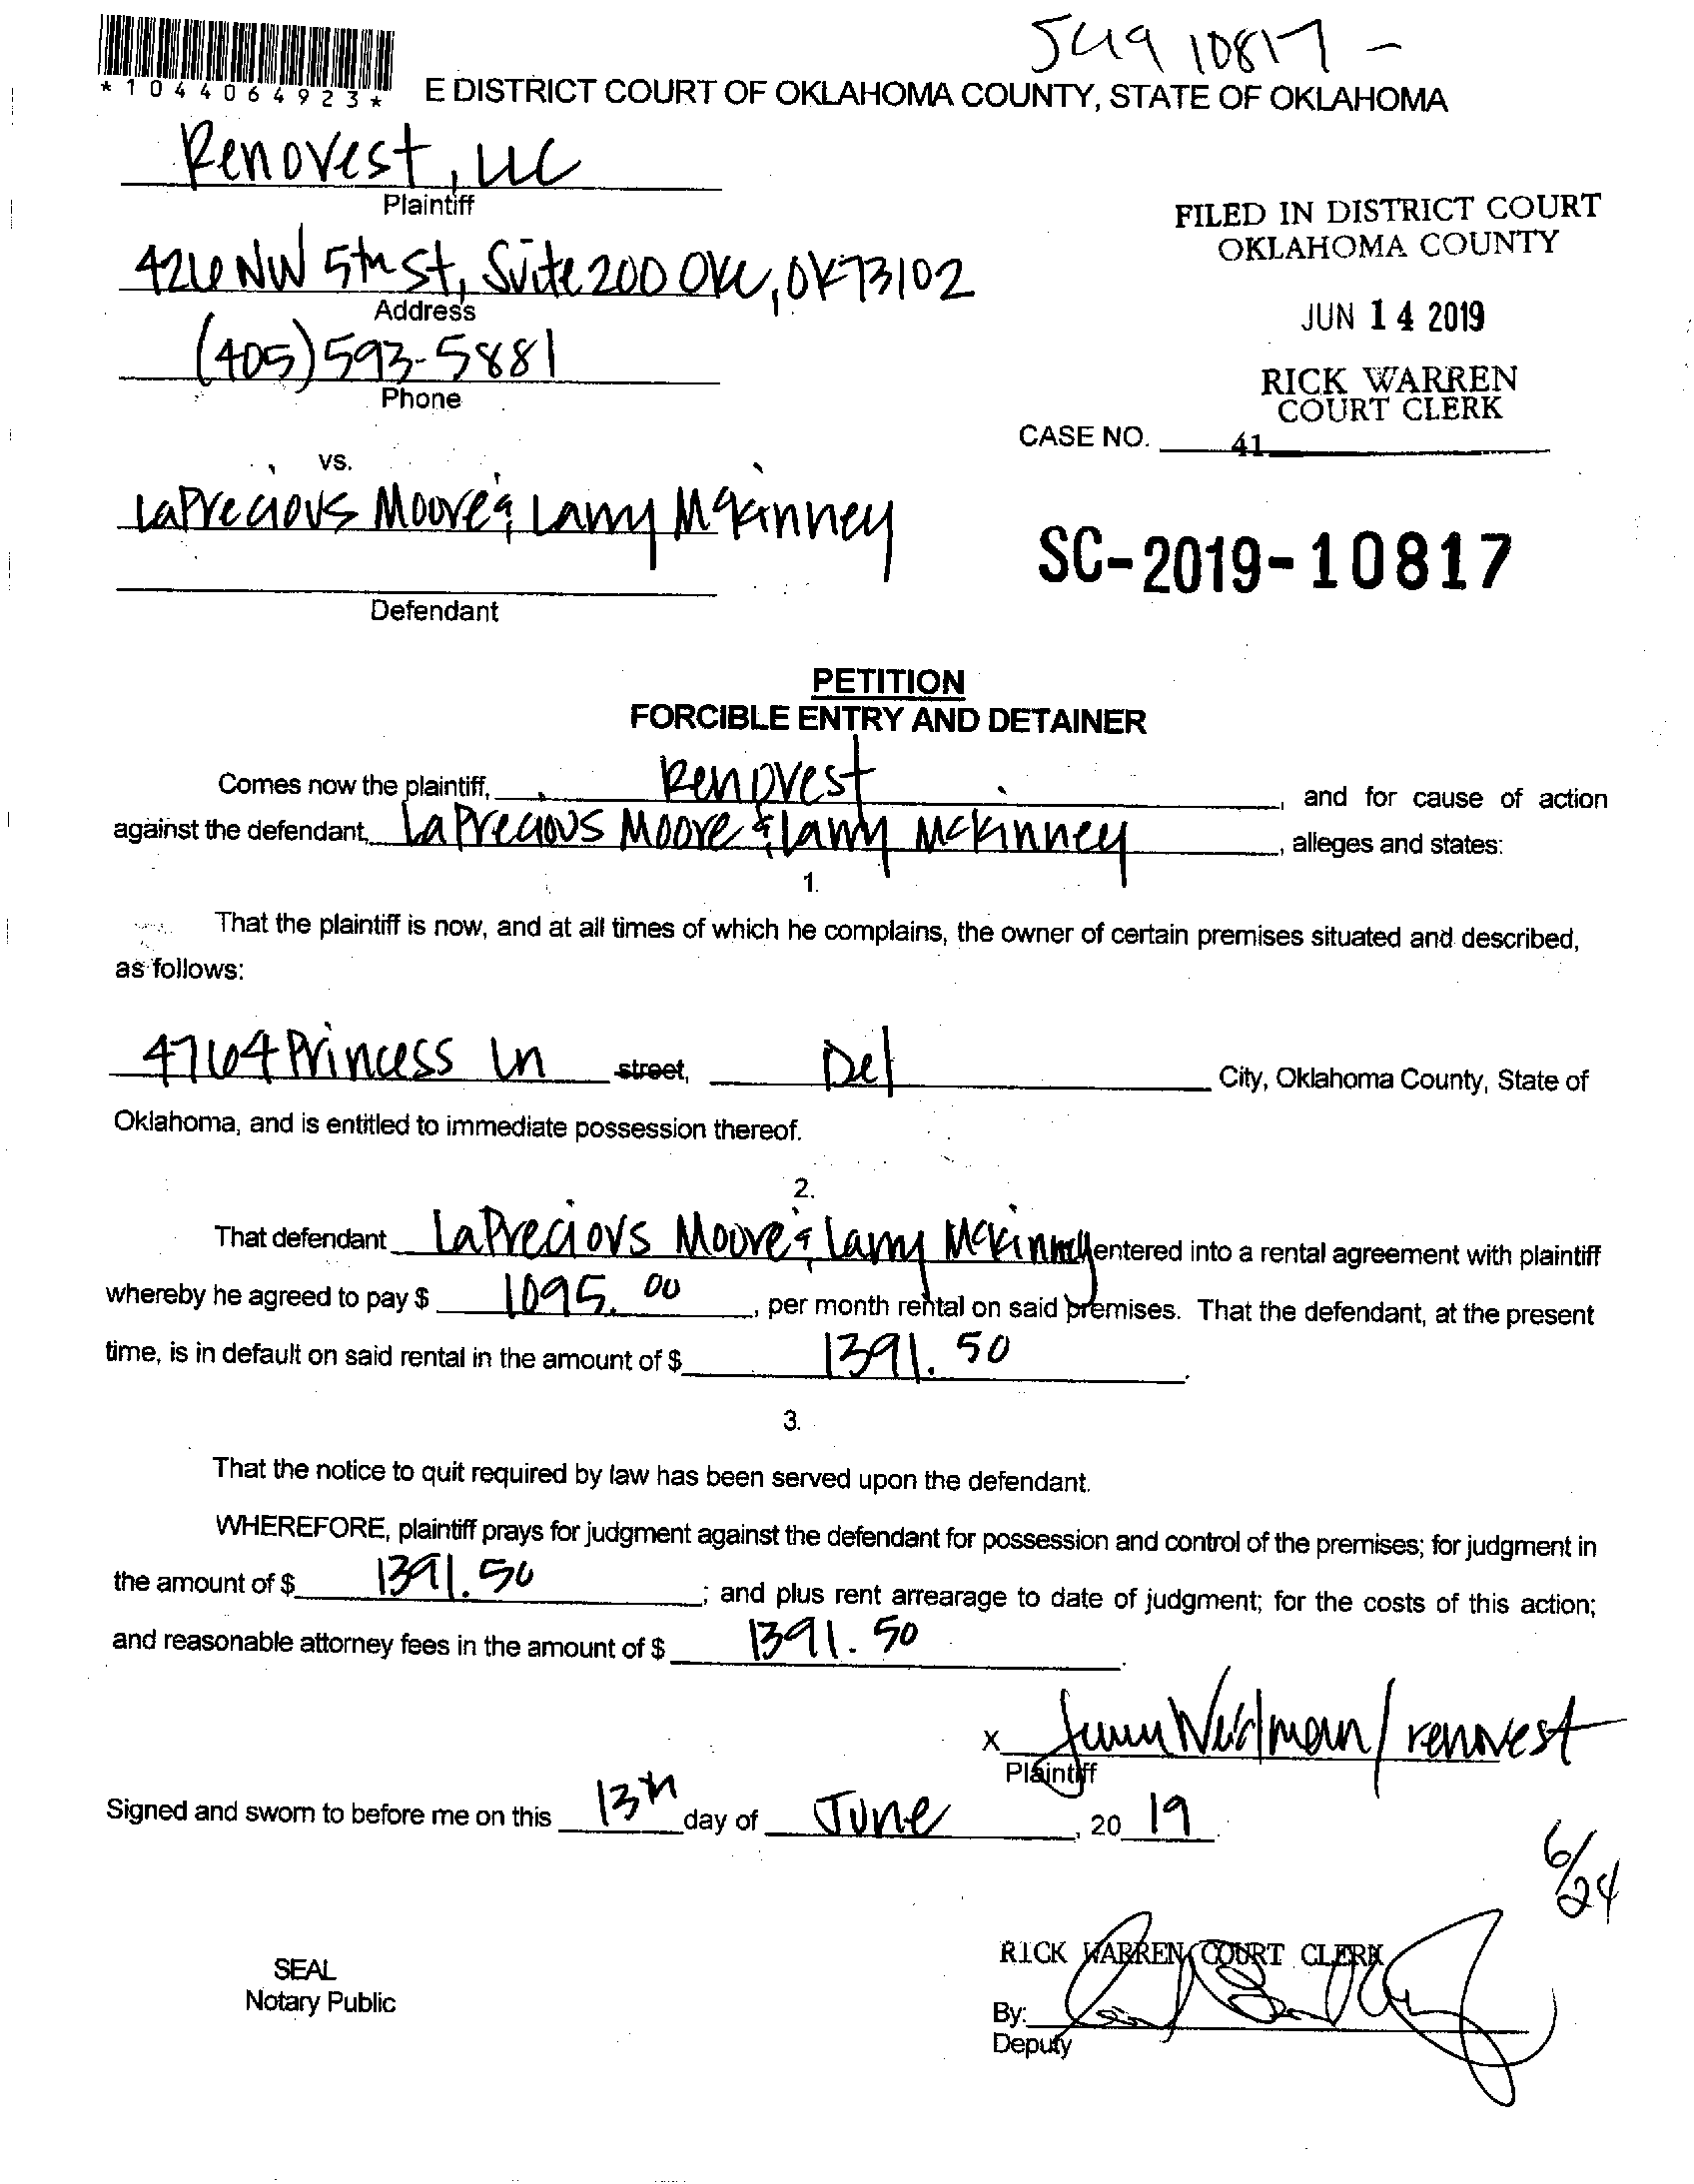 *1044064923*
E DISTRICT COURT OF OKLAHOMA COUNTY, STATE OF OKLAHOMA
Renovest, LLC
Plaintiff
FILED IN DISTRICT COURT
OKLAHOMA COUNTY
426 NW 5th St, Suite 200 OKC, OK 73102
Address
JUN 14 2019
(405) 593-5881
Phone
RICK WARREN
COURT CLERK
CASE NO. 41
vs.
LaPrecious Moore & Larry McKinney
SC-2019-10817
Defendant
PETITION
FORCIBLE ENTRY AND DETAINER
Comes now the plaintiff, Renovest, and for cause of action
against the defendant, LaPrecious Moore & Larry McKinney, alleges and states:
1.
That the plaintiff is now, and at all times of which he complains, the owner of certain premises situated and described,
as follows:
4764 Princess Ln street, Del City, Oklahoma County, State of
Oklahoma, and is entitled to immediate possession thereof.
2.
That defendant LaPrecious Moore & Larry McKinney entered into a rental agreement with plaintiff
whereby he agreed to pay $ 1095.00, per month rental on said premises. That the defendant, at the present
time, is in default on said rental in the amount of $ 1391.50.
3.
That the notice to quit required by law has been served upon the defendant.
WHEREFORE, plaintiff prays for judgment against the defendant for possession and control of the premises; for judgment in
the amount of $ 1391.50; and plus rent arrearage to date of judgment; for the costs of this action;
and reasonable attorney fees in the amount of $ 1391.50.
x Weidman / renovest
Plaintiff
Signed and sworn to before me on this 13th day of June, 20 19.
6/24
RICK WARREN COURT CLERK
SEAL
Notary Public
By:
Deputy